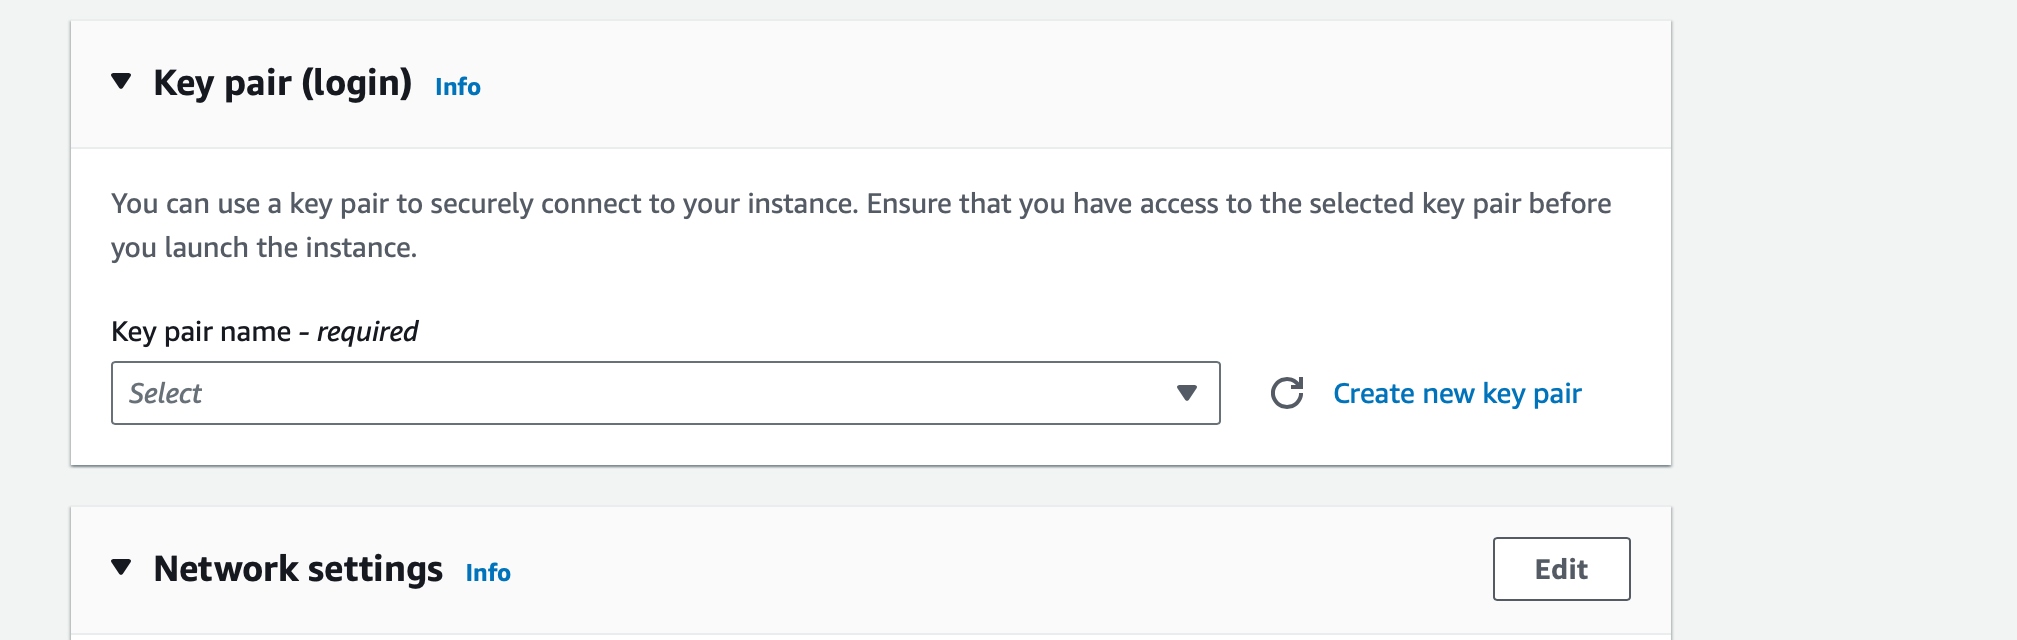 Key pair (login) Info
You can use a key pair to securely connect to your instance. Ensure that you have access to the selected key pair before
you launch the instance.
Key pair name - required
Select
Create new key pair
Network settings Info
Edit